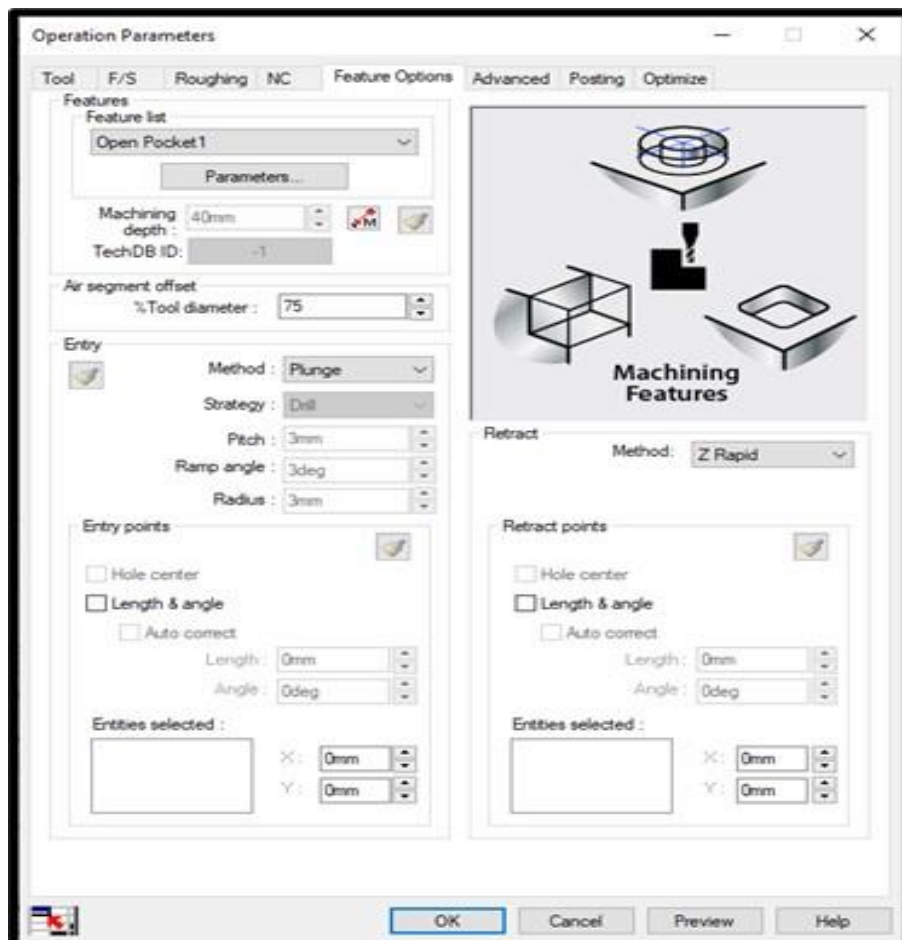 Operation Parameters
Tool F/S Roughing NC Feature Options Advanced Posting Optimize
Features
Feature list
Open Pocket1
Parameters...
Machining depth : 40mm
M
TechDB ID: -1
Air segment offset
%Tool diameter : 75
Entry
Method : Plunge
Strategy : Drill
Pitch : 3mm
Ramp angle : 3deg
Radius : 3mm
Entry points
Hole center
Length & angle
Auto correct
Length : 0mm
Angle : 0deg
Entities selected :
X : 0mm
Y : 0mm
Machining
Features
Retract
Method: Z Rapid
Retract points
Hole center
Length & angle
Auto correct
Length : 0mm
Angle : 0deg
Entities selected :
X : 0mm
Y : 0mm
OK Cancel Preview Help